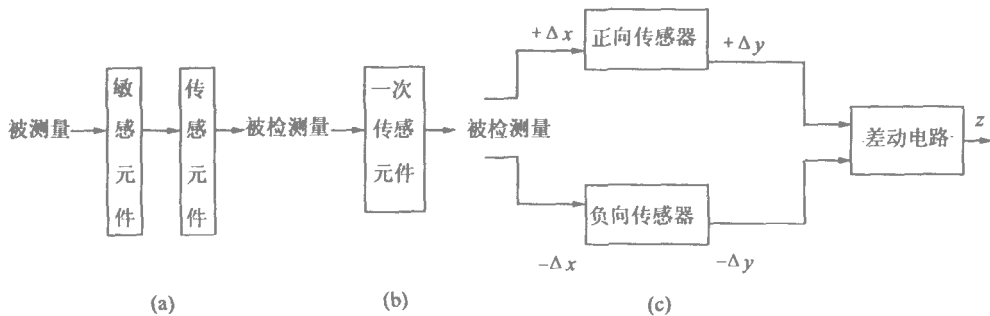 被测量
敏感元件
传感元件
被检测量
一次传感元件
被检测量
+Δx
正向传感器
+Δy
差动电路
z
负向传感器
−Δx
−Δy
(a)
(b)
(c)